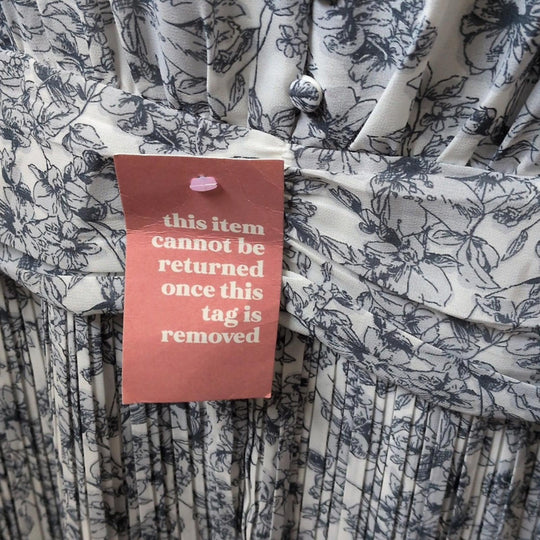 this item
cannot be
returned
once this
tag is
removed